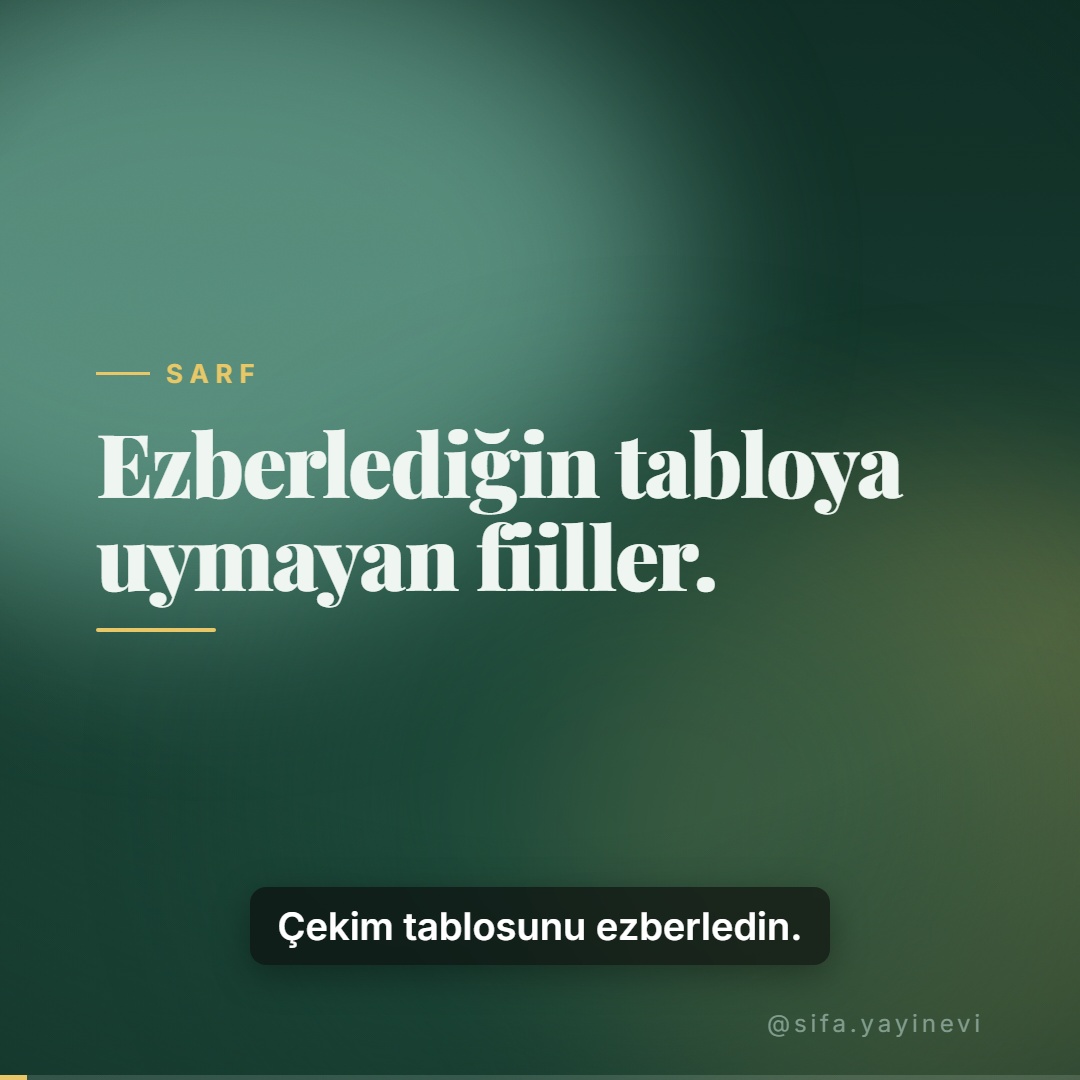 SARF
Ezberlediğin tabloya
uymayan fiiller.
Çekim tablosunu ezberledin.
@sifa.yayinevi